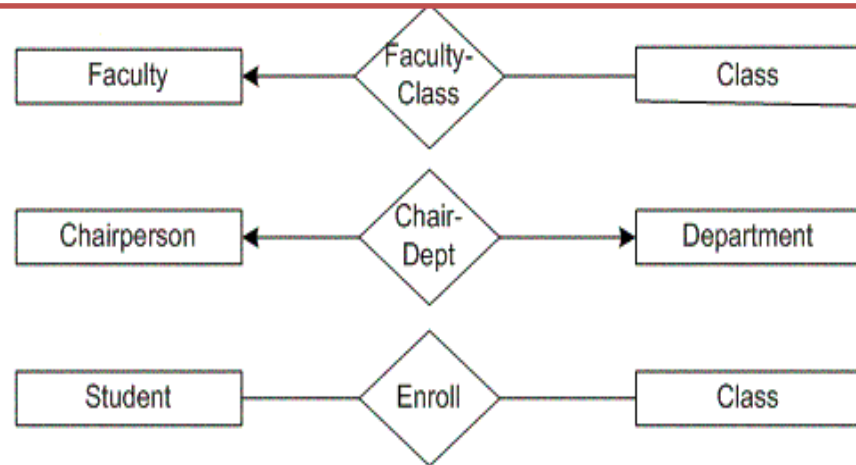 Faculty
Faculty-
Class
Class
Chairperson
Chair-
Dept
Department
Student
Enroll
Class